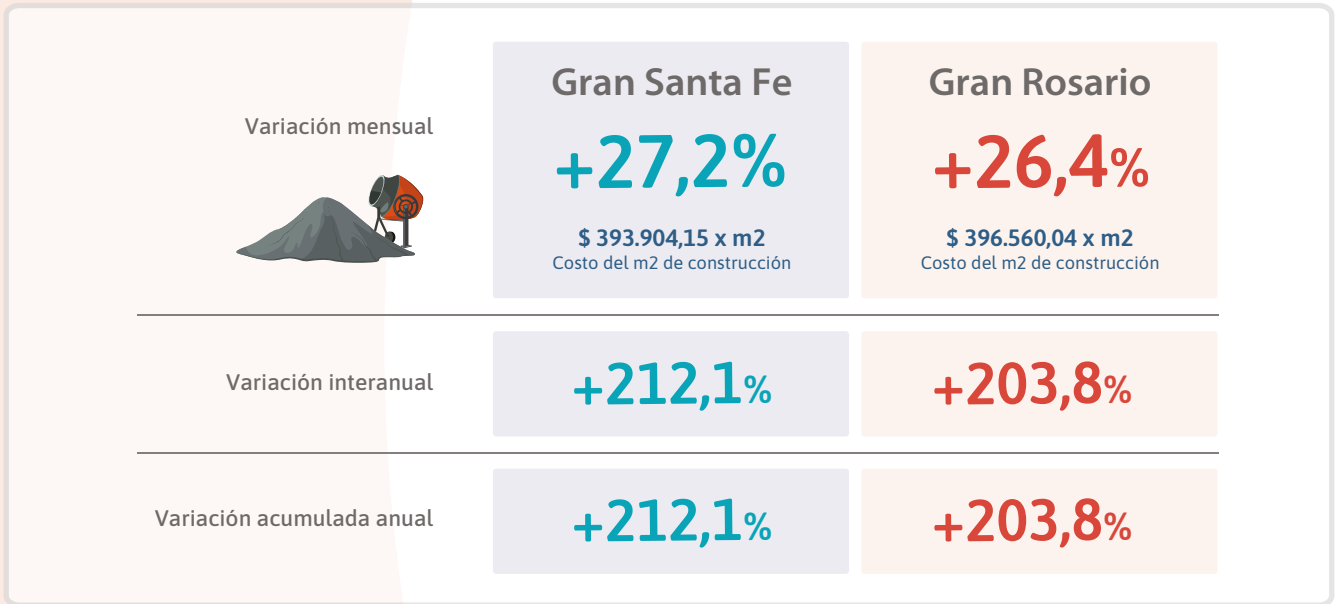 Gran Santa Fe
Gran Rosario
Variación mensual
+27,2%
+26,4%
$ 393.904,15 x m2
Costo del m2 de construcción
$ 396.560,04 x m2
Costo del m2 de construcción
Variación interanual
+212,1%
+203,8%
Variación acumulada anual
+212,1%
+203,8%